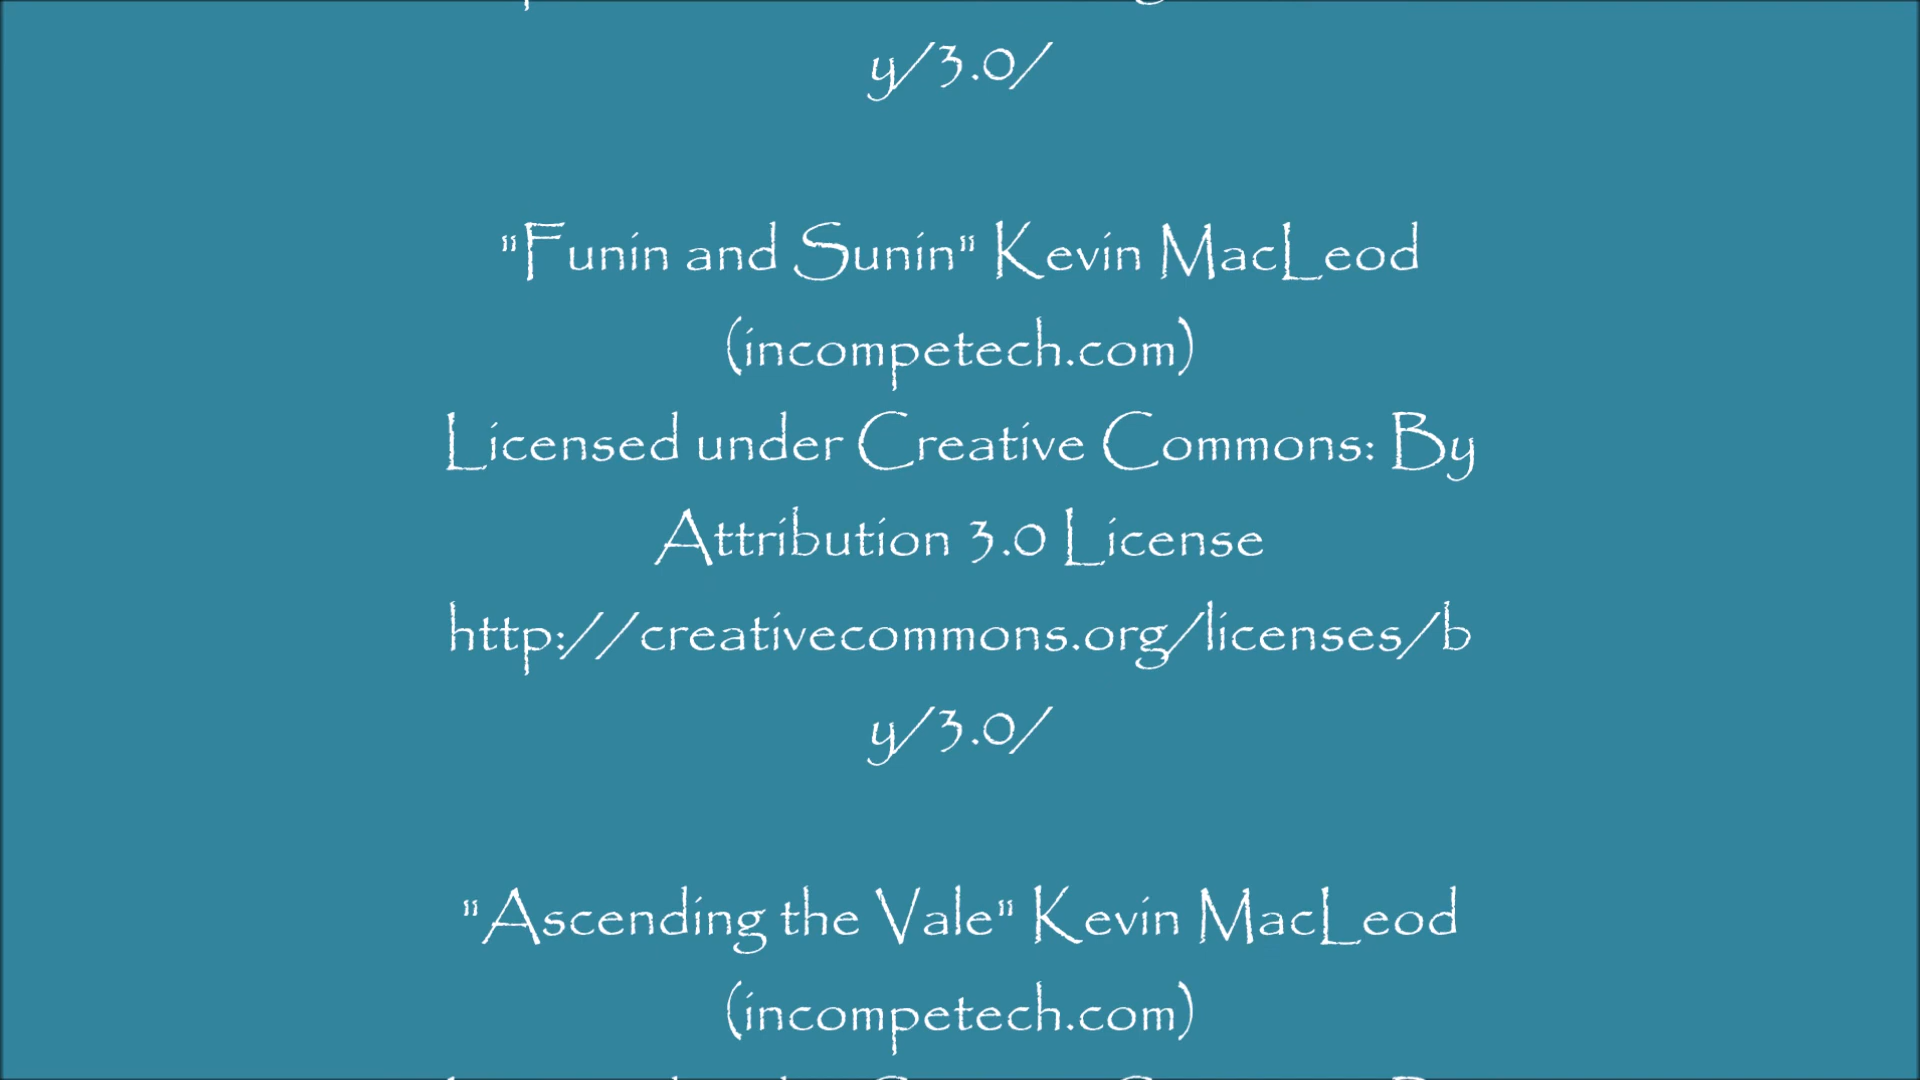 y/3.0/
"Funin and Sunin" Kevin MacLeod
(incompetech.com)
Licensed under Creative Commons: By
Attribution 3.0 License
http://creativecommons.org/licenses/b
y/3.0/
"Ascending the Vale" Kevin MacLeod
(incompetech.com)